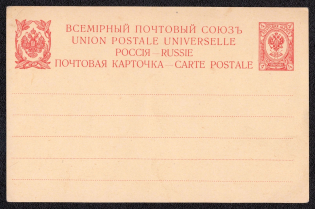 ВСЕМІРНЫЙ ПОЧТОВЫЙ СОЮЗЪ
UNION POSTALE UNIVERSELLE
РОССІЯ—RUSSIE
ПОЧТОВАЯ КАРТОЧКА—CARTE POSTALE